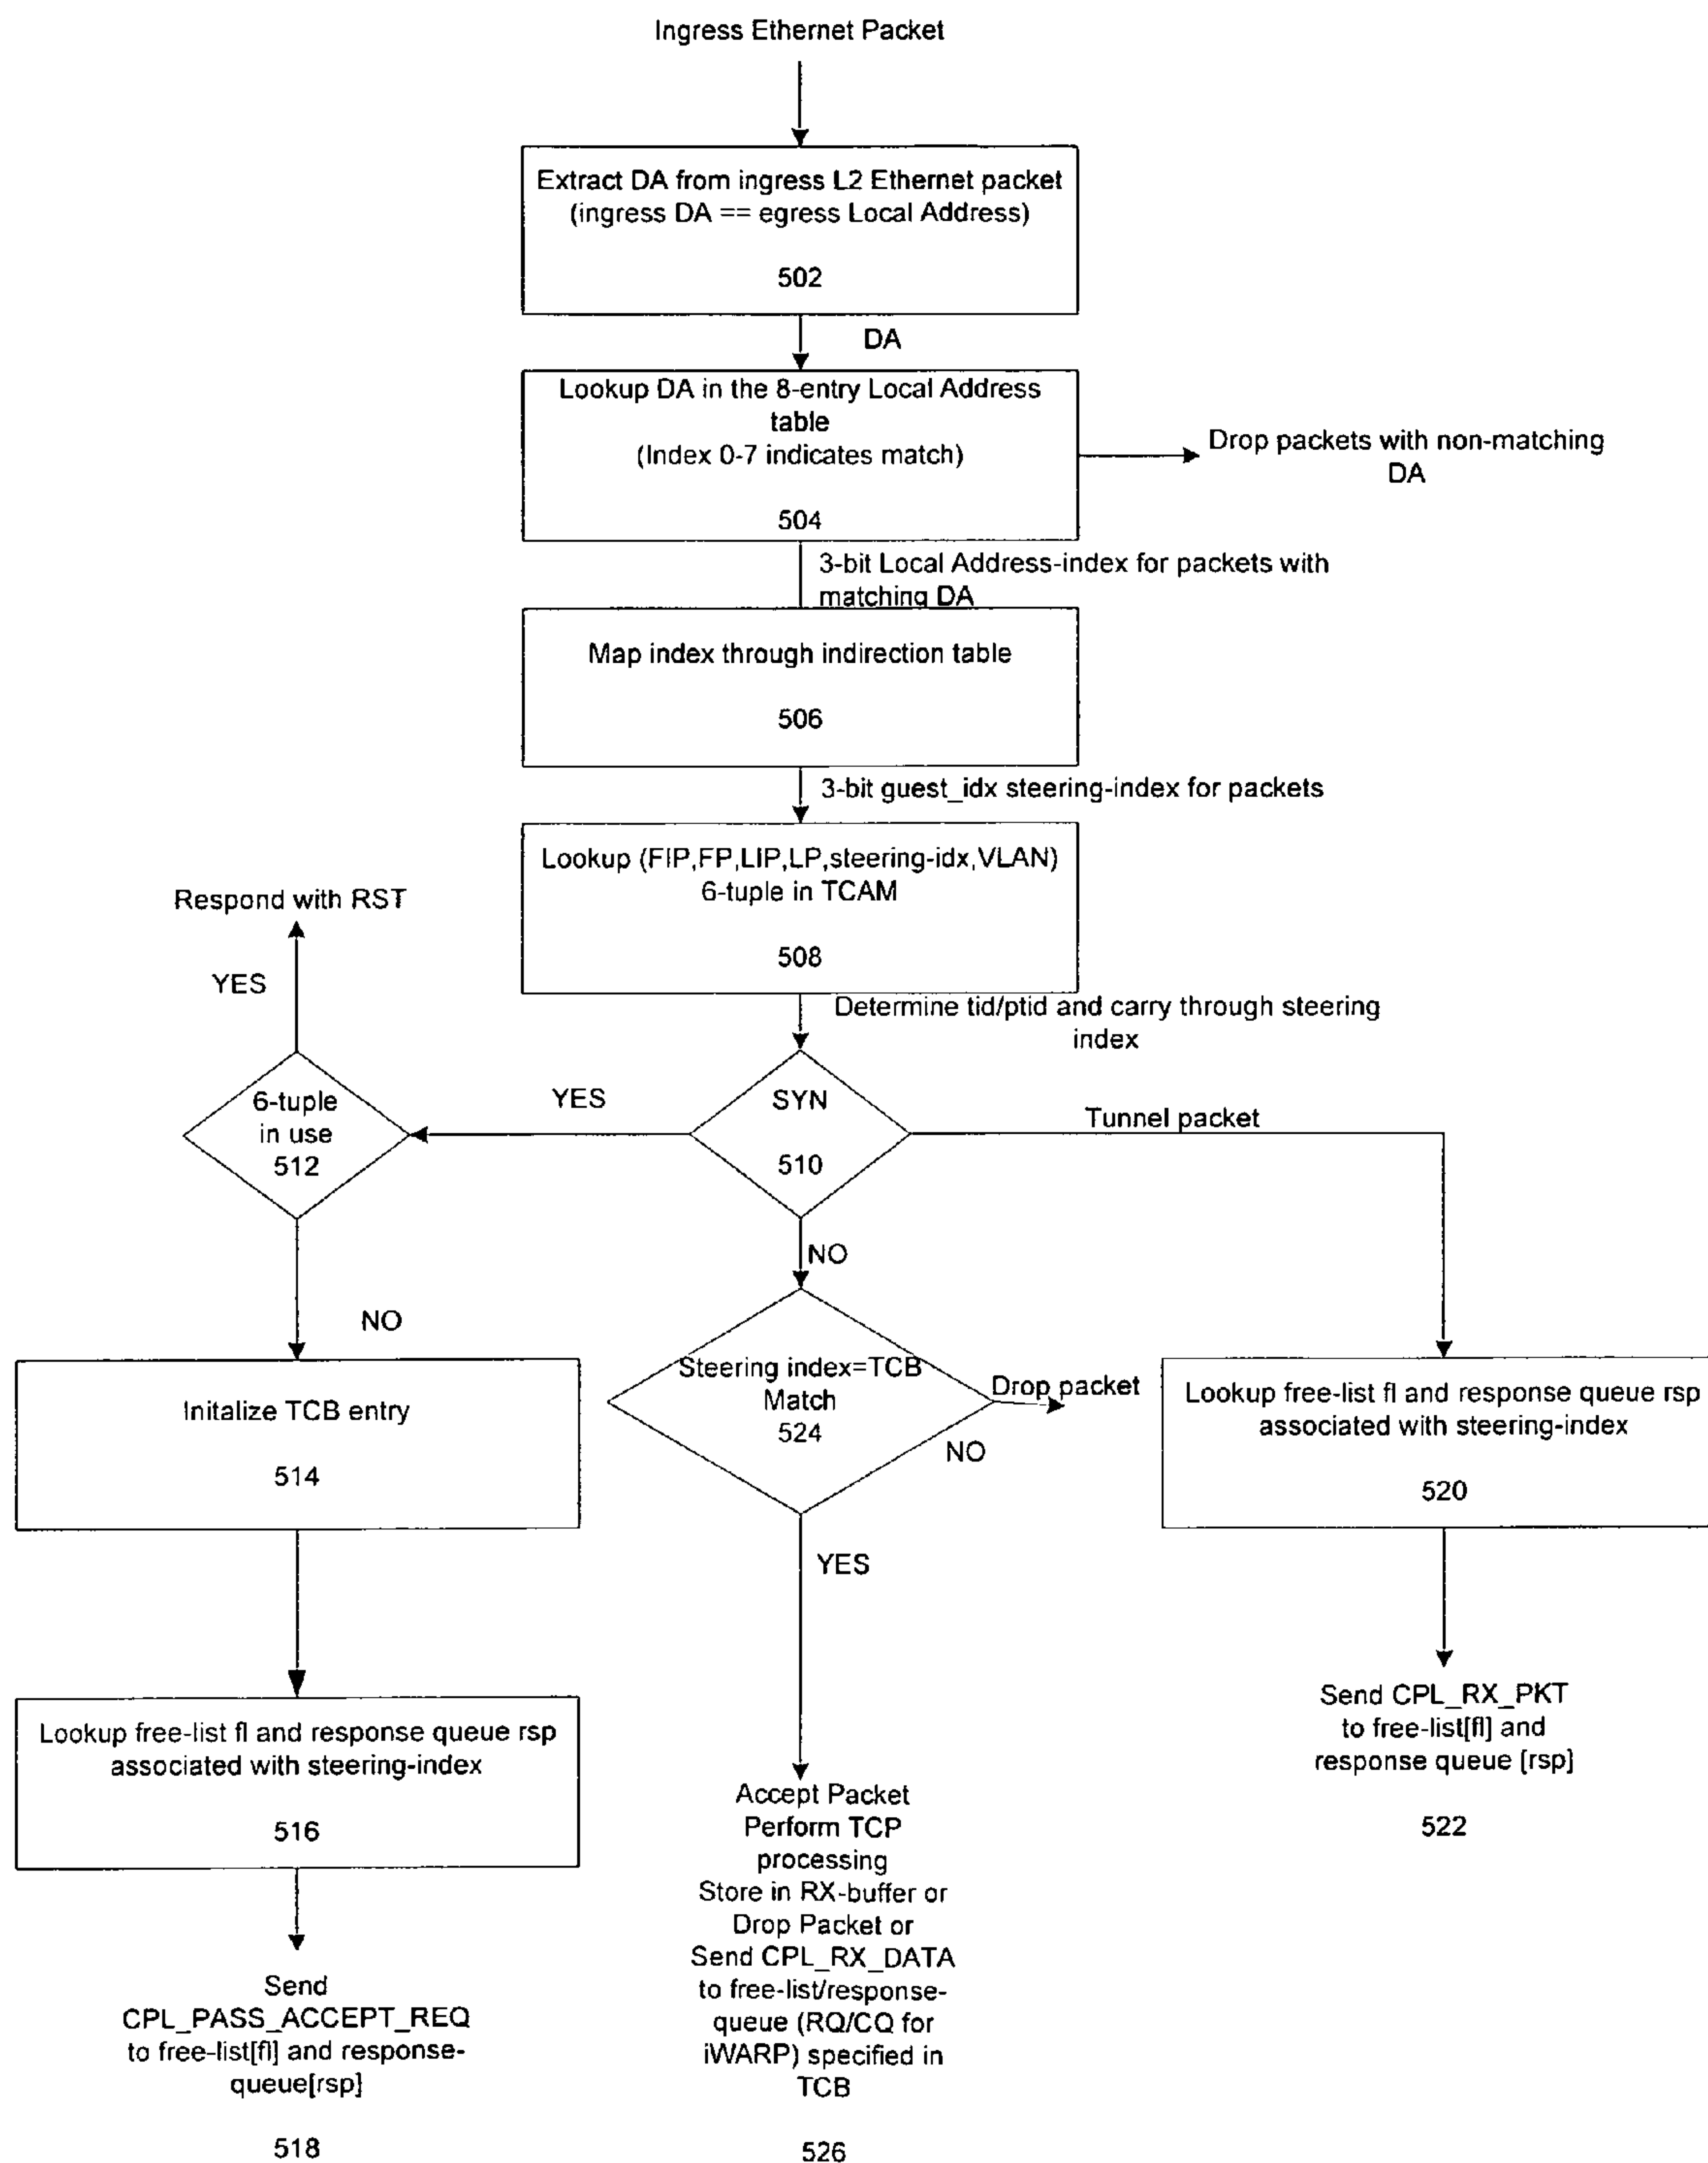 Ingress Ethernet Packet
Extract DA from ingress L2 Ethernet packet
(ingress DA == egress Local Address)
502
DA
Lookup DA in the 8-entry Local Address
table
(Index 0-7 indicates match)
504
Drop packets with non-matching
DA
3-bit Local Address-index for packets with
matching DA
Map index through indirection table
506
3-bit guest_idx steering-index for packets
Lookup (FIP,FP,LIP,LP,steering-idx,VLAN)
6-tuple in TCAM
508
Respond with RST
YES
Determine tid/ptid and carry through steering
index
6-tuple
in use
512
YES
SYN
510
Tunnel packet
NO
NO
Initalize TCB entry
514
Steering index=TCB
Match
524
Drop packet
NO
Lookup free-list fl and response queue rsp
associated with steering-index
520
YES
Lookup free-list fl and response queue rsp
associated with steering-index
516
Send CPL_RX_PKT
to free-list[fl] and
response queue [rsp]
522
Accept Packet
Perform TCP
processing
Store in RX-buffer or
Drop Packet or
Send CPL_RX_DATA
to free-list/response-
queue (RQ/CQ for
iWARP) specified in
TCB
526
Send
CPL_PASS_ACCEPT_REQ
to free-list[fl] and response-
queue[rsp]
518